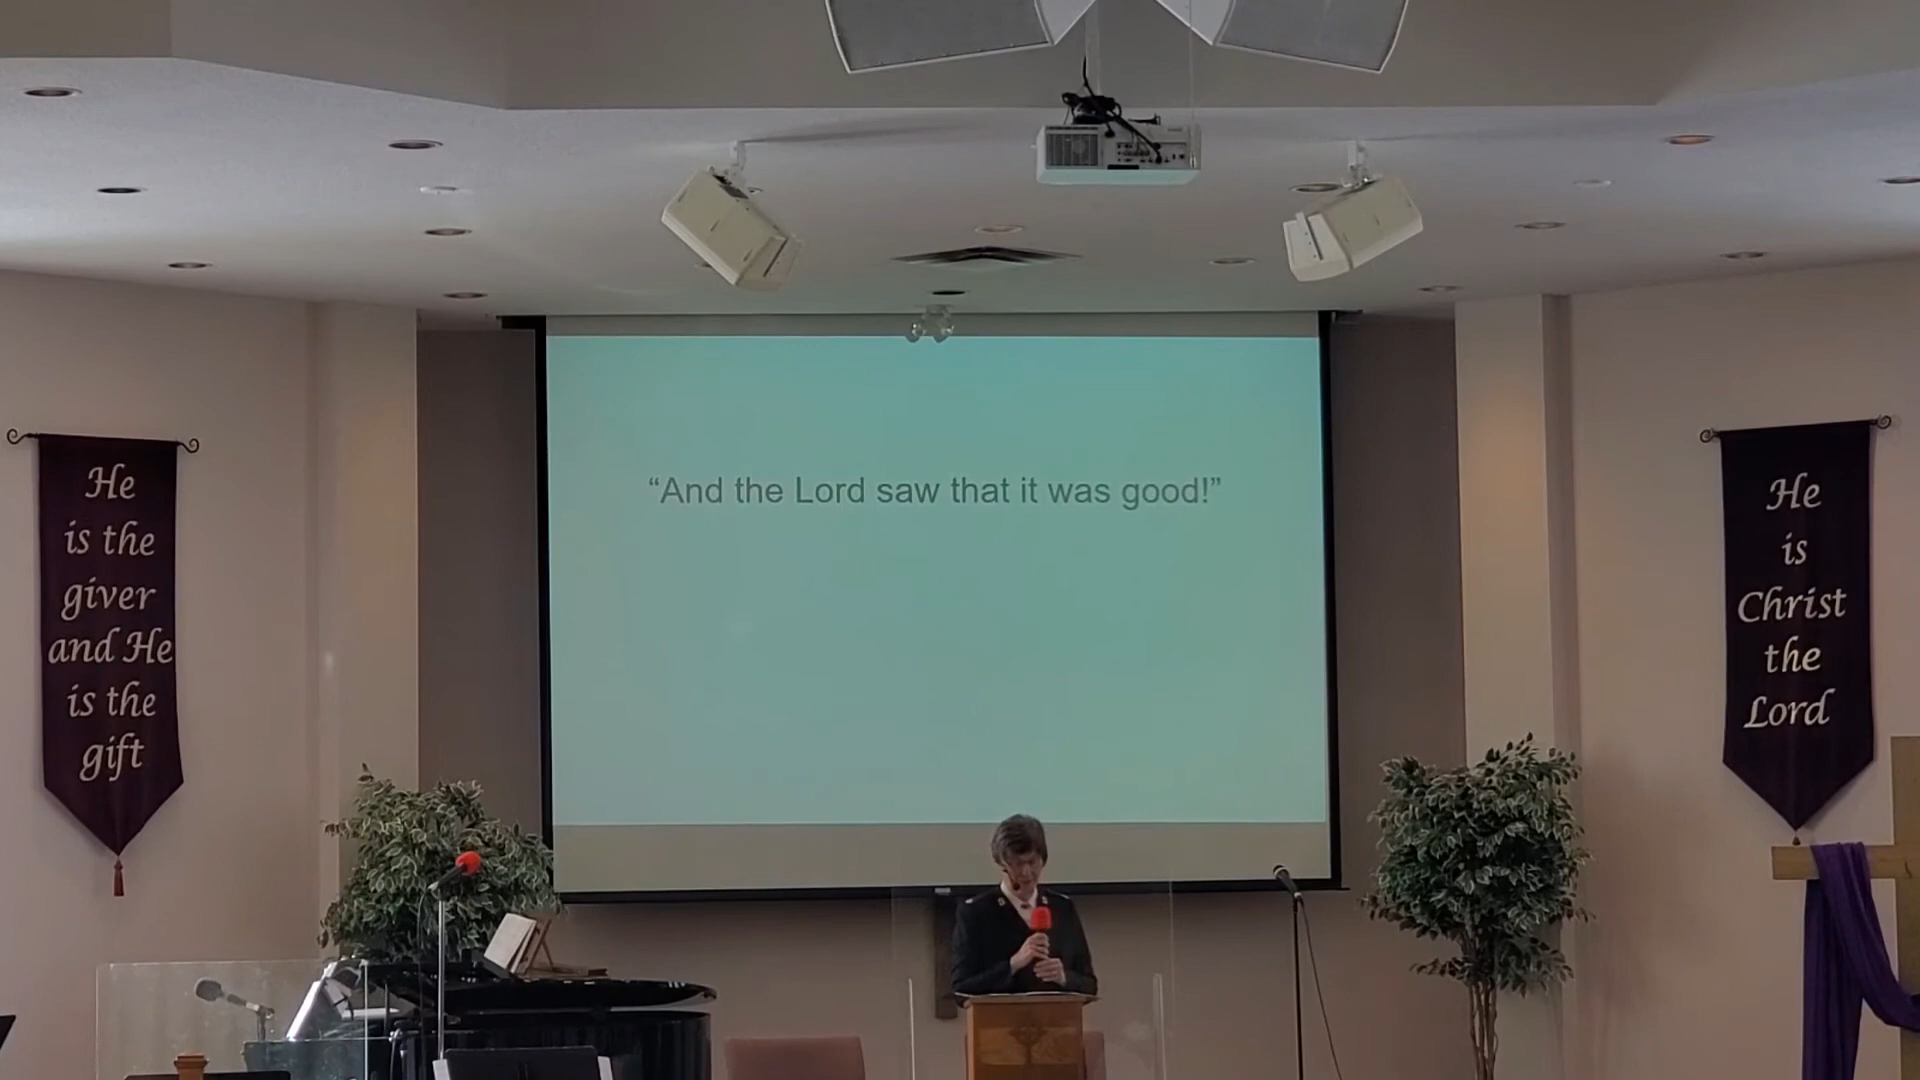 He
is the
giver
and He
is the
gift
“And the Lord saw that it was good!”
He
is
Christ
the
Lord